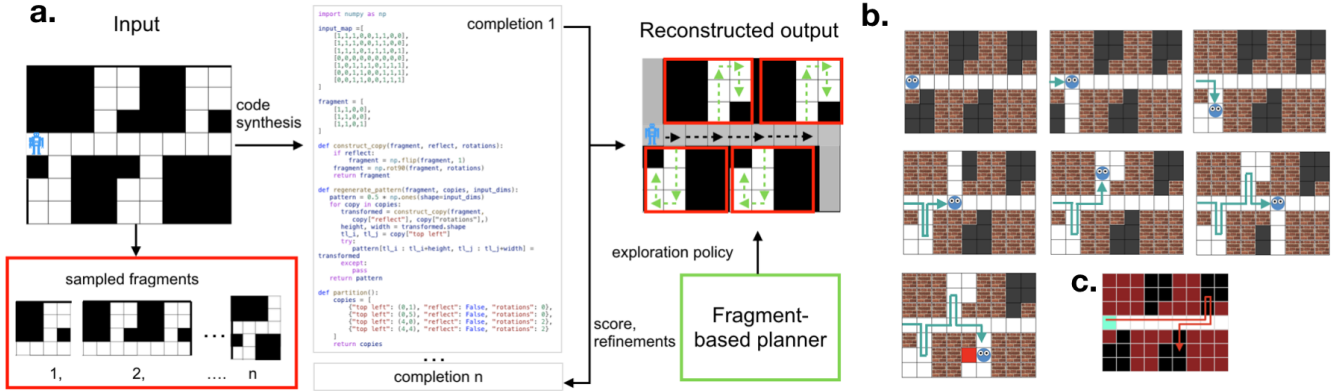 a.
Input
code
synthesis
sampled fragments
1,
2,
....
n
import numpy as np
input_map =[
[1,1,1,0,0,1,1,0,0],
[1,1,1,0,0,1,1,0,0],
[1,1,1,0,1,1,1,0,1],
[0,0,0,0,0,0,0,0,0],
[1,0,1,1,1,0,1,1,1],
[0,0,1,1,0,0,1,1,1],
[0,0,1,1,0,0,1,1,1]
]
fragment = [
[1,1,0,0],
[1,1,0,0],
[1,1,0,1]
]
def construct_copy(fragment, reflect, rotations):
if reflect:
fragment = np.flip(fragment, 1)
fragment = np.rot90(fragment, rotations)
return fragment
def regenerate_pattern(fragment, copies, input_dims):
pattern = 0.5 * np.ones(shape=input_dims)
for copy in copies:
transformed = construct_copy(fragment,
copy["reflect"], copy["rotations"],)
height, width = transformed.shape
tl_i, tl_j = copy["top left"]
try:
pattern[tl_i : tl_i+height, tl_j : tl_j+width] =
transformed
except:
pass
return pattern
def partition():
copies = [
{"top left": (0,1), "reflect": False, "rotations": 0},
{"top left": (0,5), "reflect": False, "rotations": 0},
{"top left": (4,0), "reflect": False, "rotations": 2},
{"top left": (4,4), "reflect": False, "rotations": 2}
]
return copies
completion 1
...
completion n
Reconstructed output
exploration policy
score,
refinements
Fragment-
based planner
b.
c.